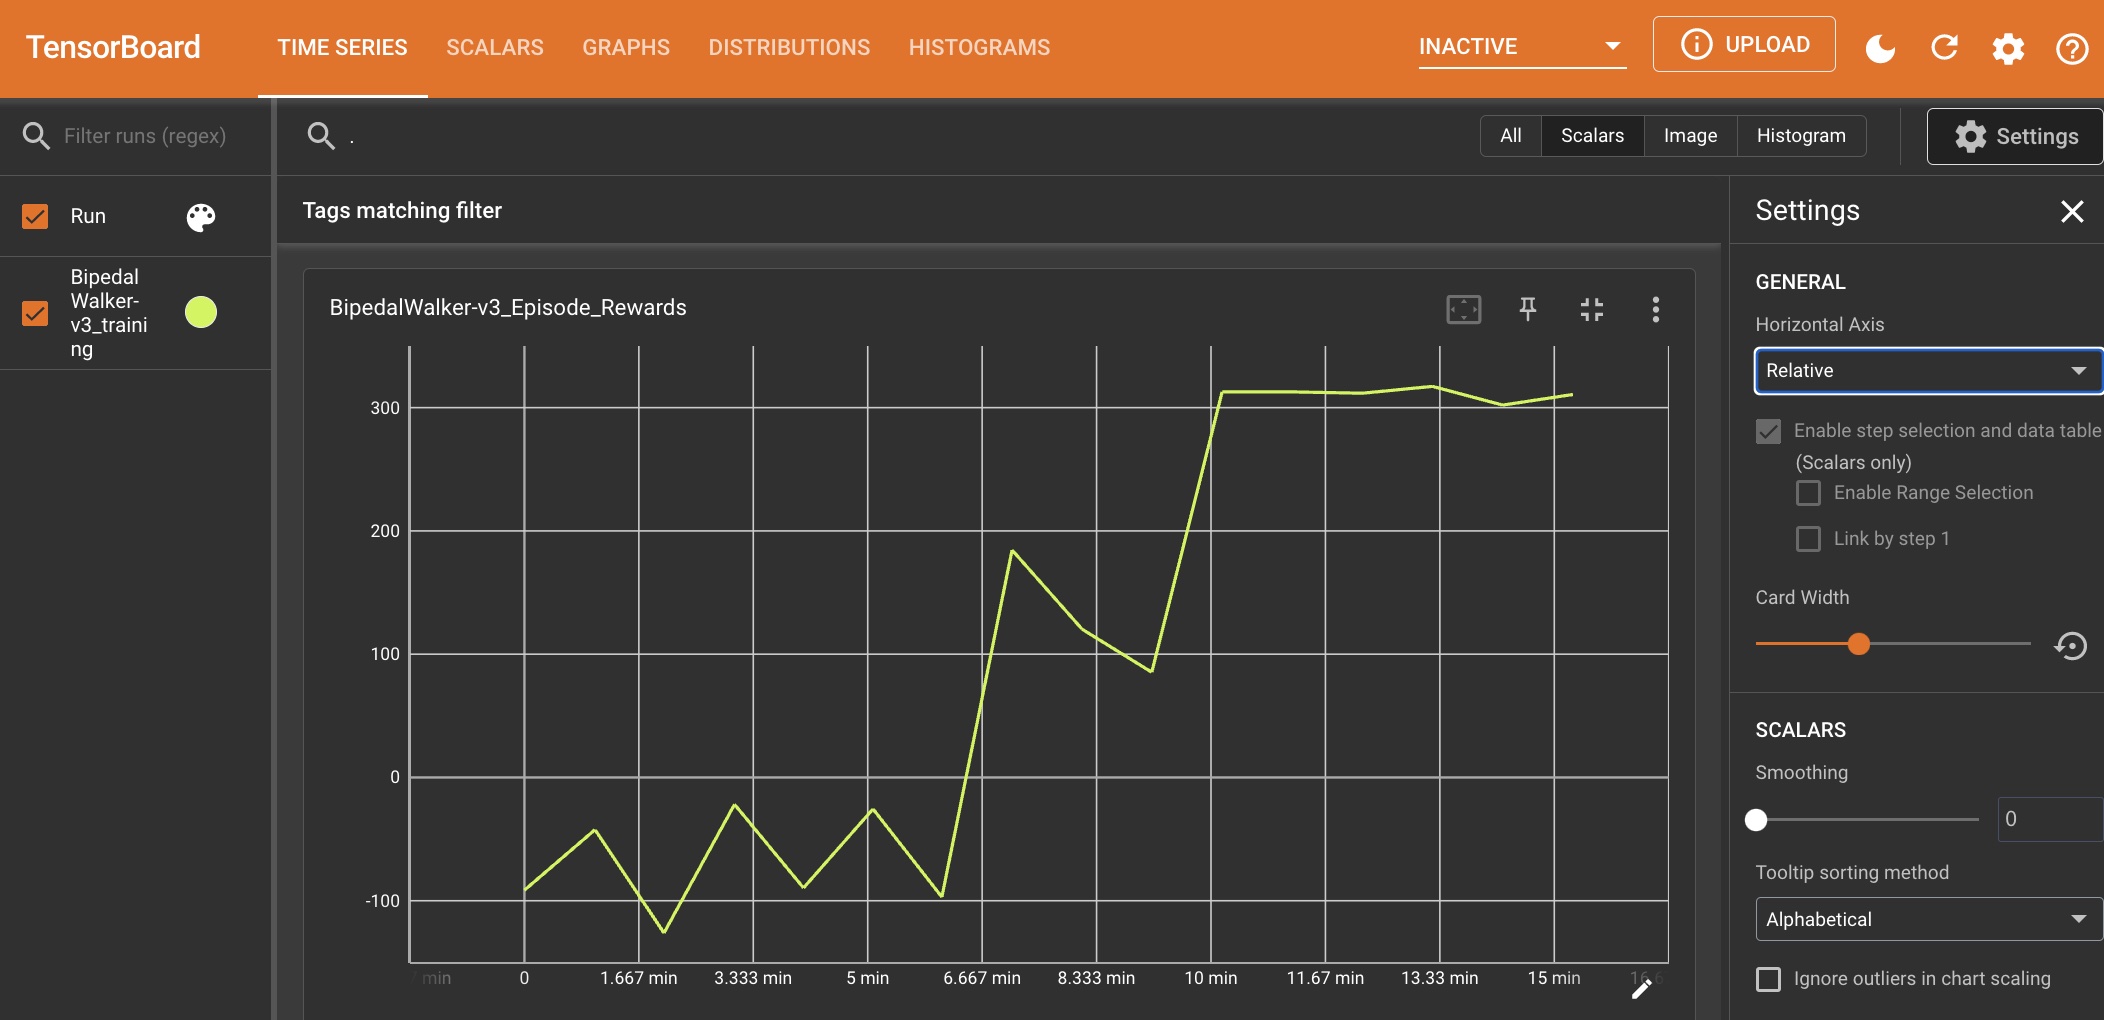 TensorBoard
TIME SERIES
SCALARS
GRAPHS
DISTRIBUTIONS
HISTOGRAMS
INACTIVE
UPLOAD
Filter runs (regex)
.
All
Scalars
Image
Histogram
Settings
Run
Bipedal
Walker-
v3_traini
ng
Tags matching filter
BipedalWalker-v3_Episode_Rewards
300
200
100
0
-100
0
1.667 min
3.333 min
5 min
6.667 min
8.333 min
10 min
11.67 min
13.33 min
15 min
Settings
GENERAL
Horizontal Axis
Relative
Enable step selection and data table
(Scalars only)
Enable Range Selection
Link by step 1
Card Width
SCALARS
Smoothing
0
Tooltip sorting method
Alphabetical
Ignore outliers in chart scaling